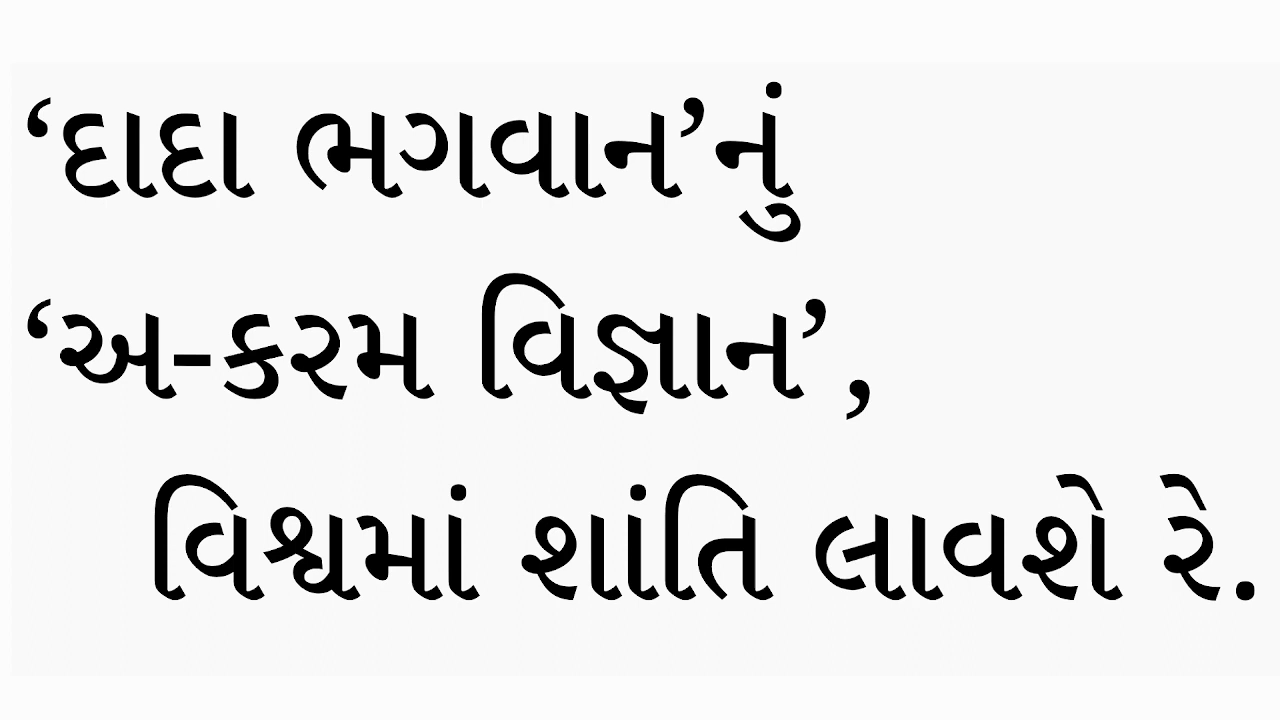 ‘દાદા ભગવાન’નું
‘અ-કરમ વિજ્ઞાન’,
વિશ્વમાં શાંતિ લાવશે રે.